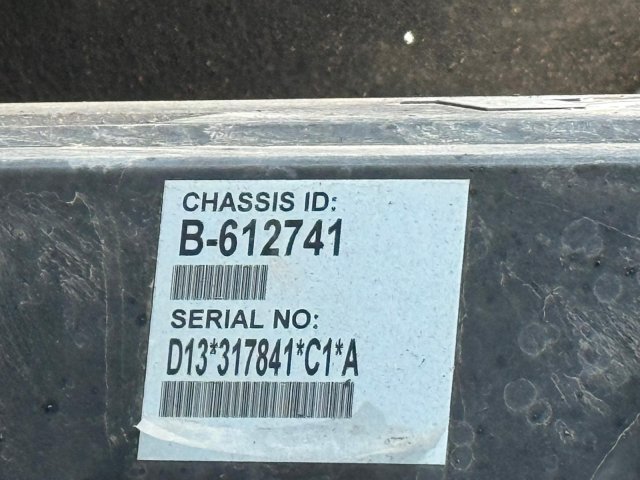 CHASSIS ID:
B-612741
SERIAL NO:
D13*317841*C1*A